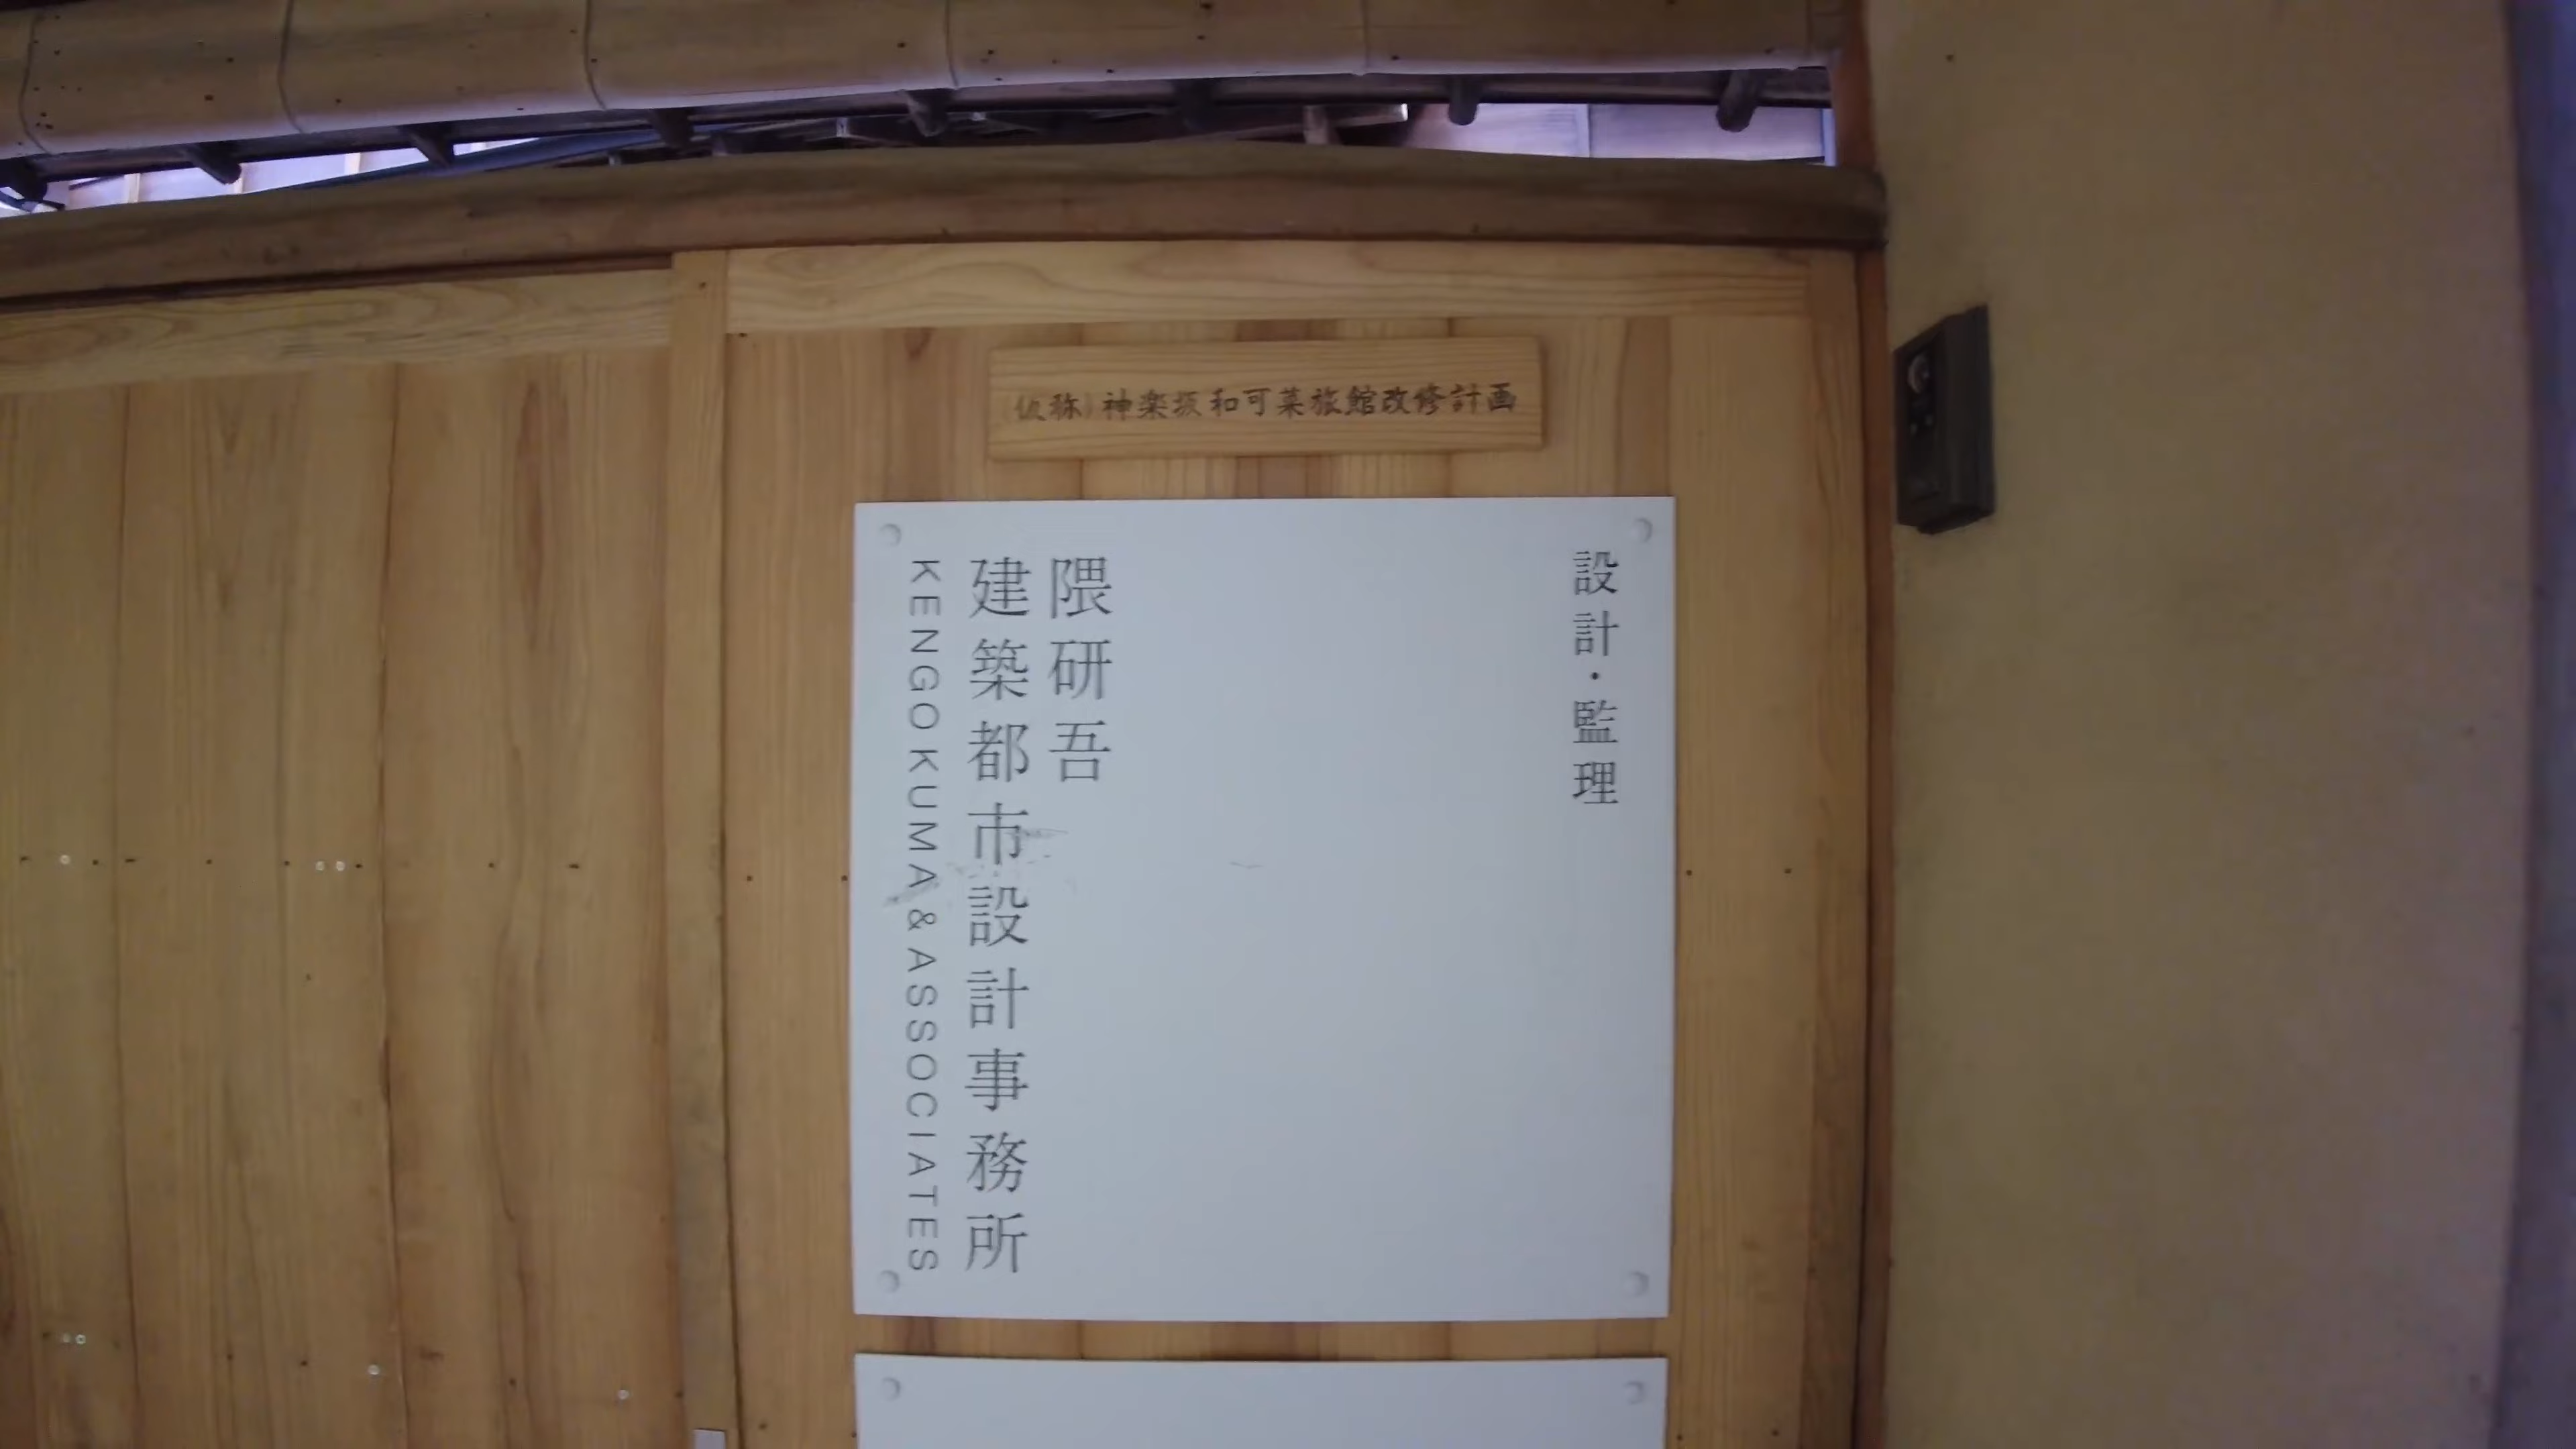 (仮称)神楽坂和可菜旅館改修計画
設計・監理
隈研吾
建築都市設計事務所
KENGO KUMA & ASSOCIATES